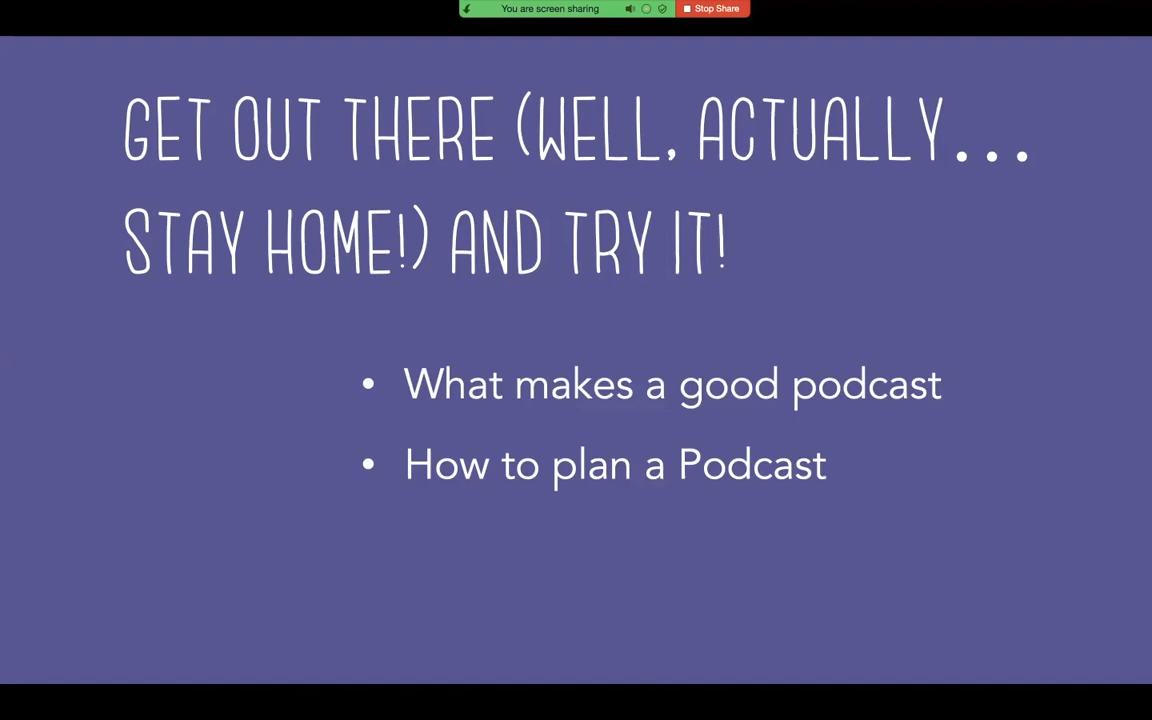 You are screen sharing
Stop Share
GET OUT THERE (WELL, ACTUALLY...
STAY HOME!) AND TRY IT!
• What makes a good podcast
• How to plan a Podcast